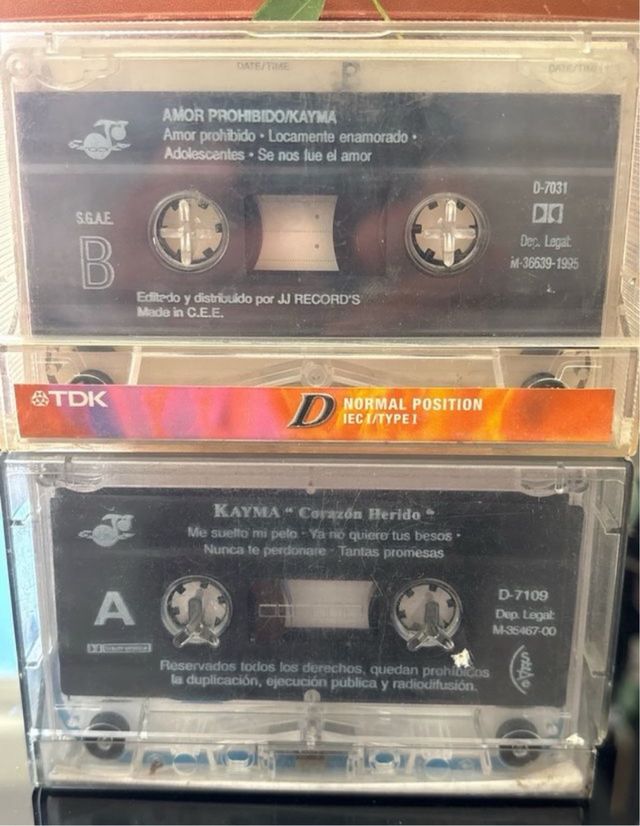 DATE/TIME
DATE/TIME
AMOR PROHIBIDO/KAYMA
Amor prohibido • Locamente enamorado •
Adolescentes • Se nos fue el amor
D-7031
S.G.A.E.
B
Dep. Legal:
M-36639-1995
Editado y distribuido por JJ RECORD'S
Made in C.E.E.
TDK
D NORMAL POSITION
IEC I/TYPE I
KAYMA “ Corazón Herido ”
Me suelto mi pelo · Ya no quiero tus besos ·
Nunca te perdonare · Tantas promesas
A
D-7109
Dep. Legal:
M-35467-00
Reservados todos los derechos, quedan prohibidos
la duplicación, ejecución pública y radiodifusión.